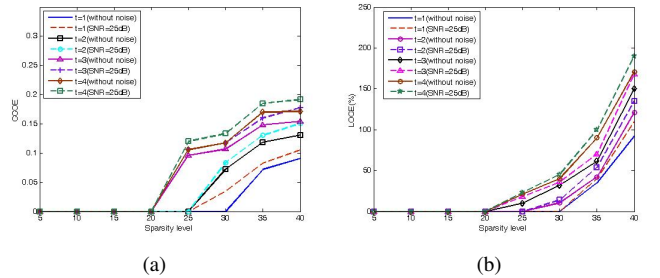 0.35
0.3
0.25
0.2
0.15
0.1
0.05
0
5 10 15 20 25 30 35 40
Sparsity level
t=1(without noise)
t=1(SNR=25dB)
t=2(without noise)
t=2(SNR=25dB)
t=3(without noise)
t=3(SNR=25dB)
t=4(without noise)
t=4(SNR=25dB)
(a)
LOGE(%)
250
200
150
100
50
0
5 10 15 20 25 30 35 40
Sparsity level
t=1(without noise)
t=1(SNR=25dB)
t=2(without noise)
t=2(SNR=25dB)
t=3(without noise)
t=3(SNR=25dB)
t=4(without noise)
t=4(SNR=25dB)
(b)